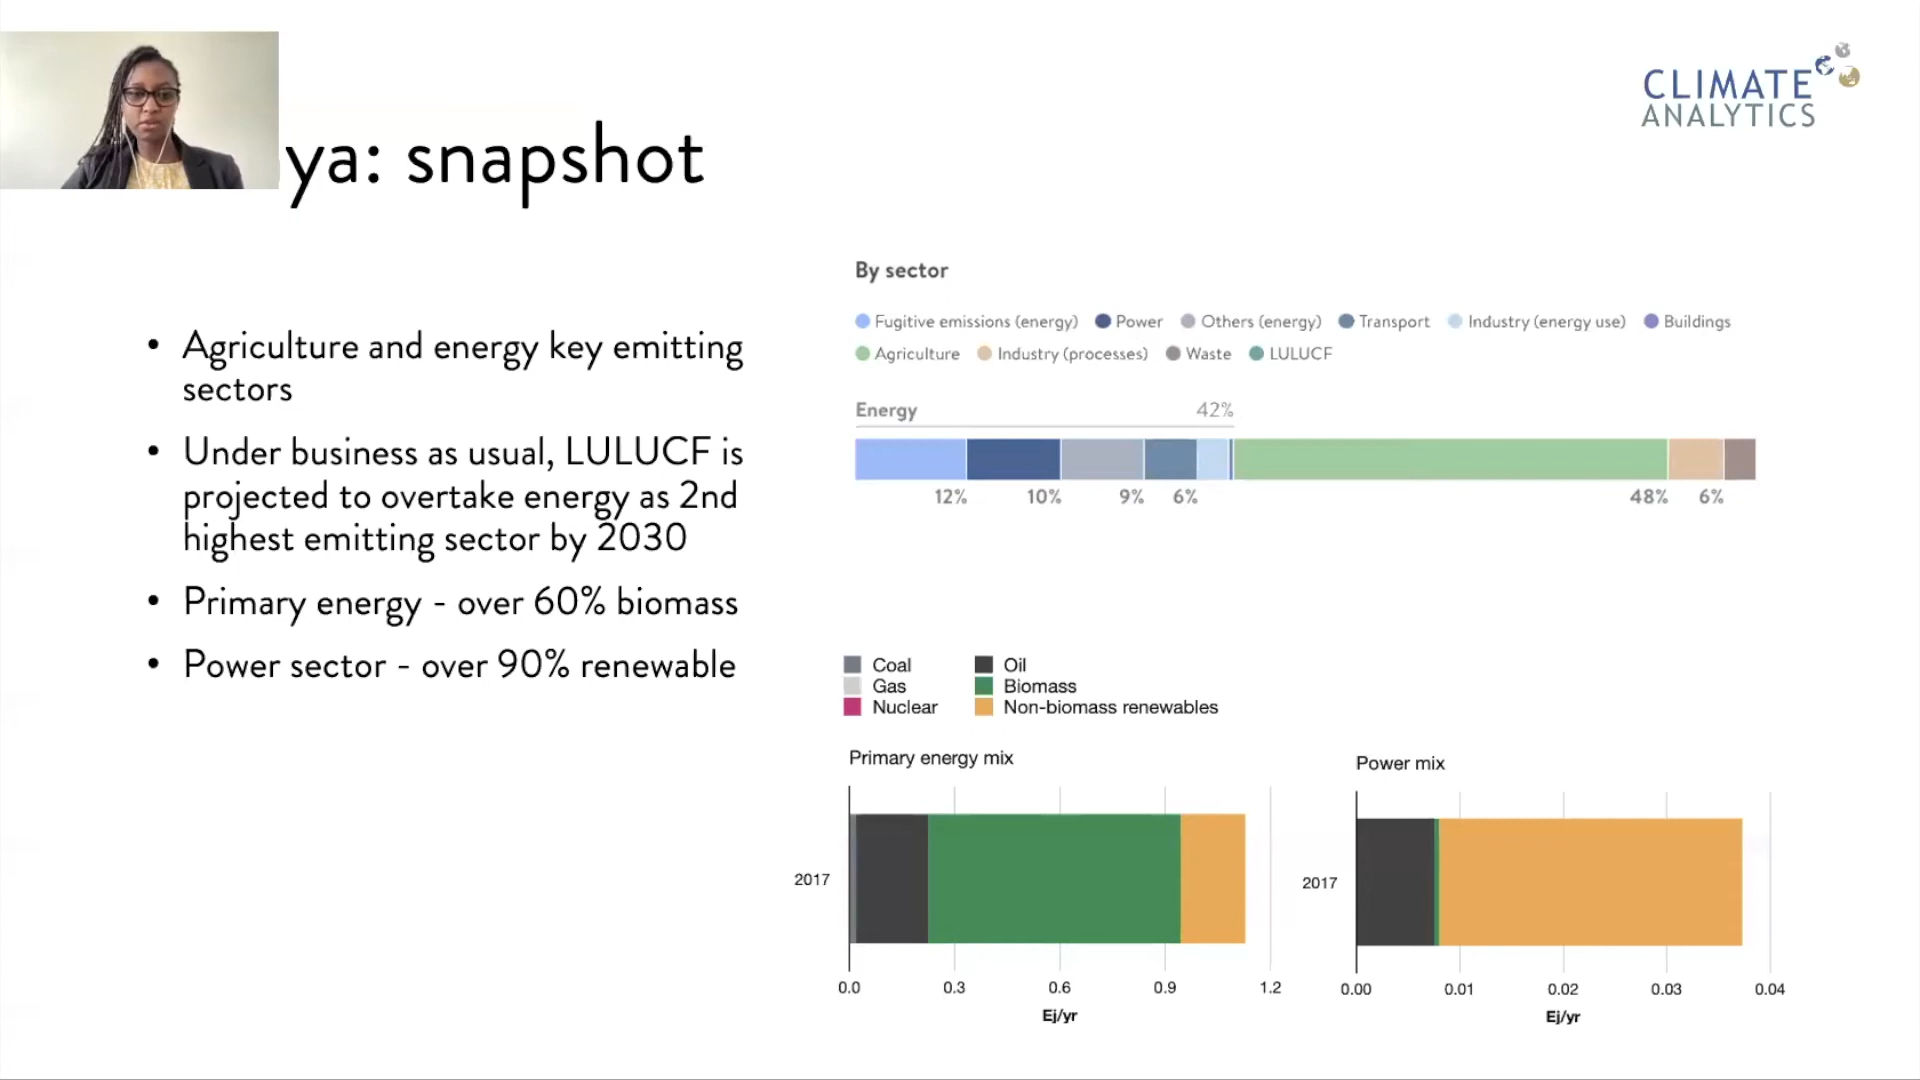 CLIMATE
ANALYTICS
ya: snapshot
• Agriculture and energy key emitting
sectors
• Under business as usual, LULUCF is
projected to overtake energy as 2nd
highest emitting sector by 2030
• Primary energy - over 60% biomass
• Power sector - over 90% renewable
By sector
Fugitive emissions (energy) Power Others (energy) Transport Industry (energy use) Buildings
Agriculture Industry (processes) Waste LULUCF
Energy 42%
12% 10% 9% 6% 48% 6%
Coal Oil
Gas Biomass
Nuclear Non-biomass renewables
Primary energy mix
2017
0.0 0.3 0.6 0.9 1.2
Ej/yr
Power mix
2017
0.00 0.01 0.02 0.03 0.04
Ej/yr